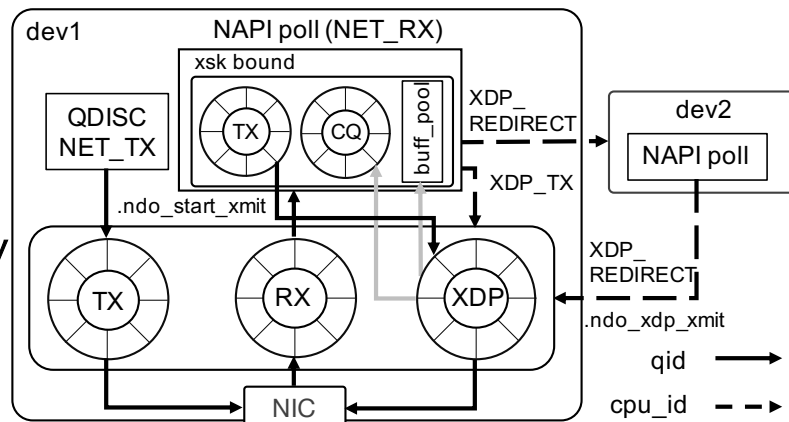 dev1
NAPI poll (NET_RX)
xsk bound
QDISC
NET_TX
TX
CQ
buff_pool
XDP_
REDIRECT
dev2
NAPI poll
XDP_TX
.ndo_start_xmit
TX
RX
XDP
XDP_
REDIRECT
.ndo_xdp_xmit
NIC
qid
cpu_id